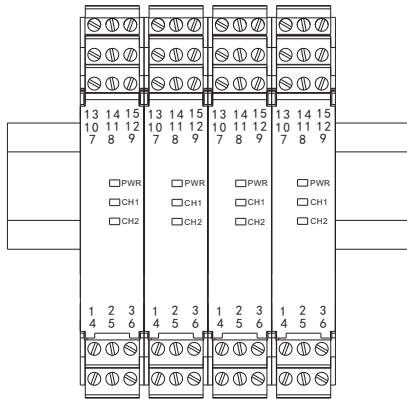 13 14 15 13 14 15 13 14 15 13 14 15
10 11 12 10 11 12 10 11 12 10 11 12
7 8 9 7 8 9 7 8 9 7 8 9
PWR PWR PWR PWR
CH1 CH1 CH1 CH1
CH2 CH2 CH2 CH2
1 2 3 1 2 3 1 2 3 1 2 3
4 5 6 4 5 6 4 5 6 4 5 6